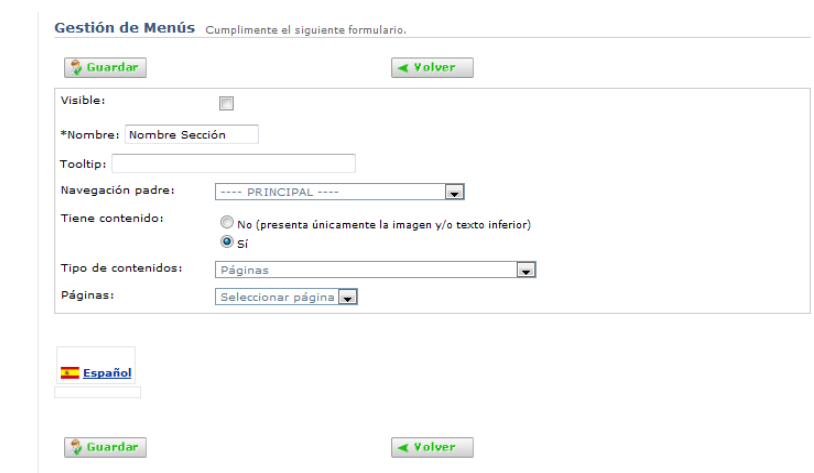 Gestión de Menús Cumplimente el siguiente formulario.
Guardar Volver
Visible:
*Nombre: Nombre Sección
Tooltip:
Navegación padre: ---- PRINCIPAL ----
Tiene contenido: No (presenta únicamente la imagen y/o texto inferior)
Sí
Tipo de contenidos: Páginas
Páginas: Seleccionar página
Español
Guardar Volver